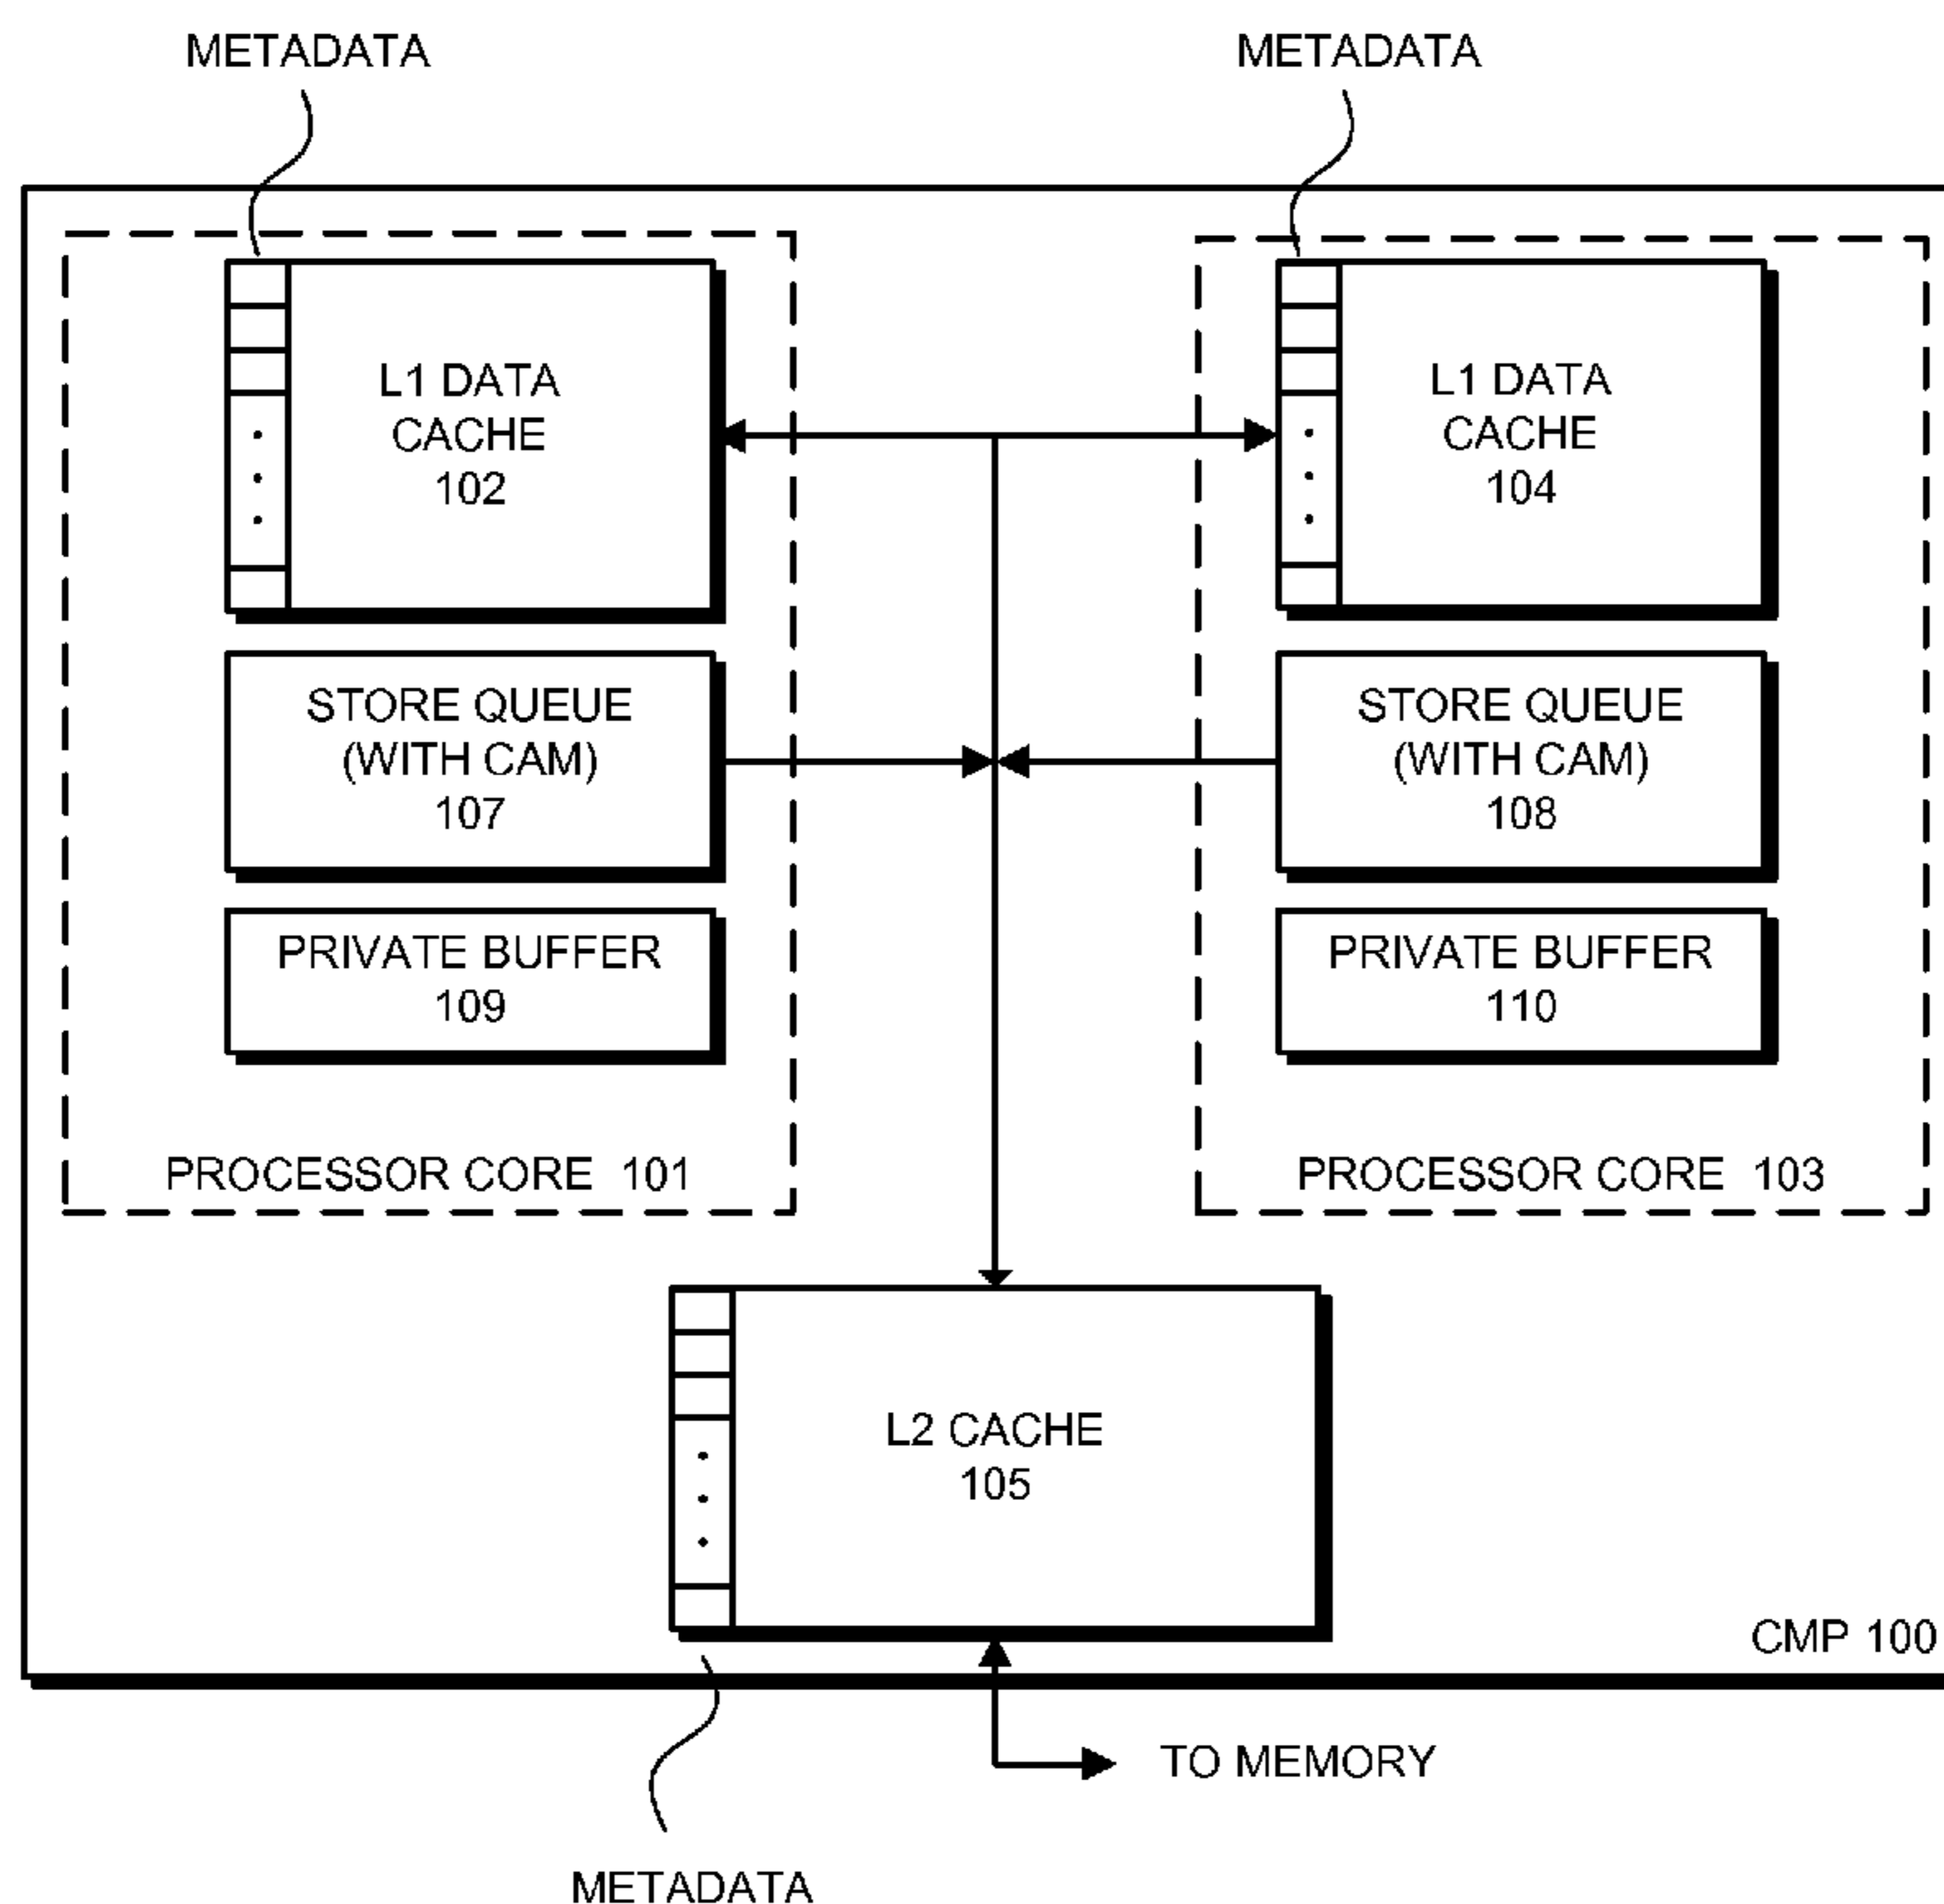 METADATA
METADATA
L1 DATA
CACHE
102
L1 DATA
CACHE
104
STORE QUEUE
(WITH CAM)
107
STORE QUEUE
(WITH CAM)
108
PRIVATE BUFFER
109
PRIVATE BUFFER
110
PROCESSOR CORE 101
PROCESSOR CORE 103
L2 CACHE
105
CMP 100
TO MEMORY
METADATA